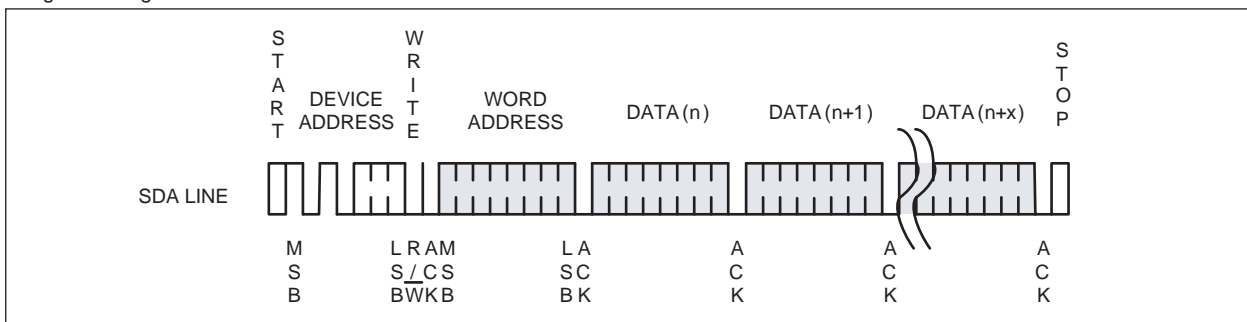 START
WRITE
STOP
DEVICE
ADDRESS
WORD
ADDRESS
DATA (n)
DATA (n+1)
DATA (n+x)
SDA LINE
MSB
LSB
R/W
ACK
MSB
LSB
ACK
ACK
ACK
ACK